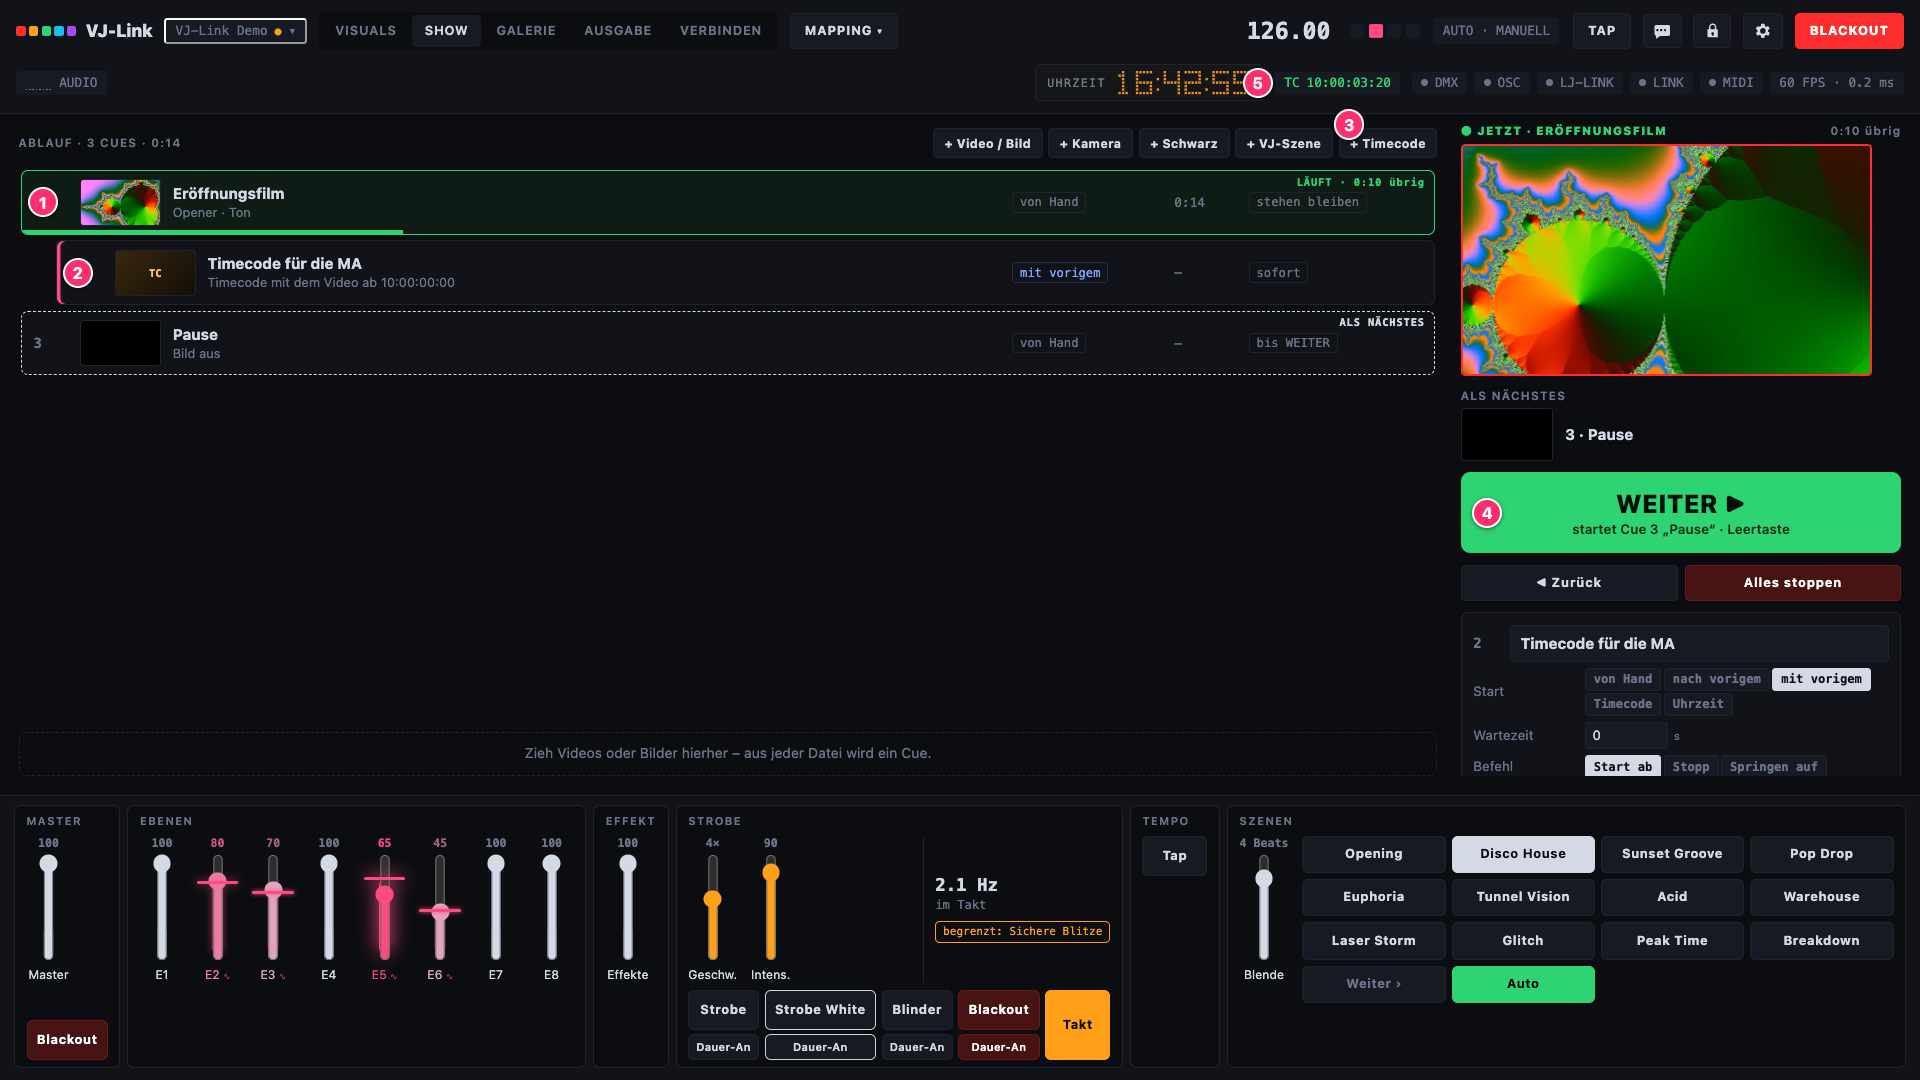 VJ-Link
VJ-Link Demo
VISUALS
SHOW
GALERIE
AUSGABE
VERBINDEN
MAPPING
126.00
AUTO · MANUELL
TAP
BLACKOUT
AUDIO
UHRZEIT 16:42:55
5
TC 10:00:03:20
DMX
OSC
LJ-LINK
LINK
MIDI
60 FPS · 0.2 ms
ABLAUF · 3 CUES · 0:14
+ Video / Bild
+ Kamera
+ Schwarz
+ VJ-Szene
3
+ Timecode
1
Eröffnungsfilm
Opener · Ton
von Hand
0:14
LÄUFT · 0:10 übrig
stehen bleiben
2
TC
Timecode für die MA
Timecode mit dem Video ab 10:00:00:00
mit vorigem
–
sofort
3
Pause
Bild aus
von Hand
–
ALS NÄCHSTES
bis WEITER
Zieh Videos oder Bilder hierher – aus jeder Datei wird ein Cue.
JETZT · ERÖFFNUNGSFILM
0:10 übrig
ALS NÄCHSTES
3 · Pause
4
WEITER ▶
startet Cue 3 „Pause“ · Leertaste
◀ Zurück
Alles stoppen
2
Timecode für die MA
Start
von Hand
nach vorigem
mit vorigem
Timecode
Uhrzeit
Wartezeit
0
s
Befehl
Start ab
Stopp
Springen auf
MASTER
100
Master
Blackout
EBENEN
100 80 70 100 65 45 100 100
E1 E2 ∿ E3 ∿ E4 E5 ∿ E6 ∿ E7 E8
EFFEKT
100
Effekte
STROBE
4× 90
Geschw. Intens.
2.1 Hz
im Takt
begrenzt: Sichere Blitze
Strobe
Strobe White
Blinder
Blackout
Takt
Dauer-An
Dauer-An
Dauer-An
Dauer-An
TEMPO
Tap
SZENEN
4 Beats
Blende
Opening
Disco House
Sunset Groove
Pop Drop
Euphoria
Tunnel Vision
Acid
Warehouse
Laser Storm
Glitch
Peak Time
Breakdown
Weiter ›
Auto